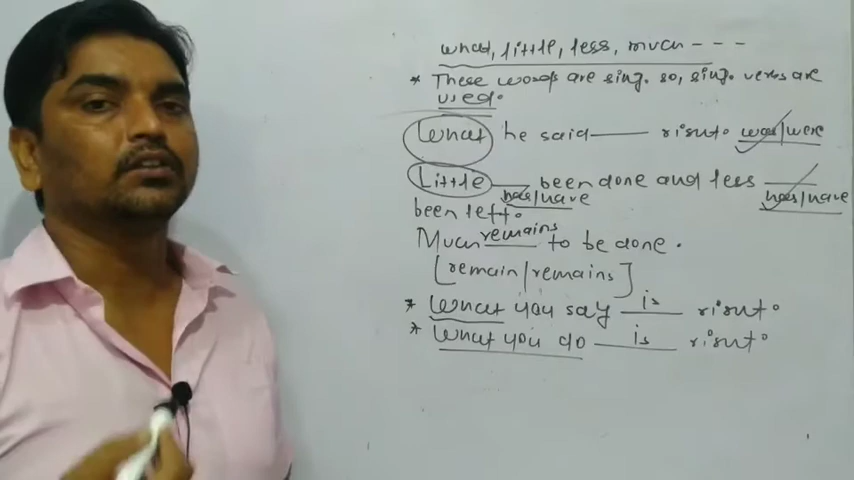 what, little, less, much - - - -
* These words are sing. so, sing. verbs are
used.
What he said ——— right. was/were
Little ——— been done and less ———
has/have has/have
been left.
Much remains to be done.
[remain/remains]
* What you say is right.
* What you do is right.